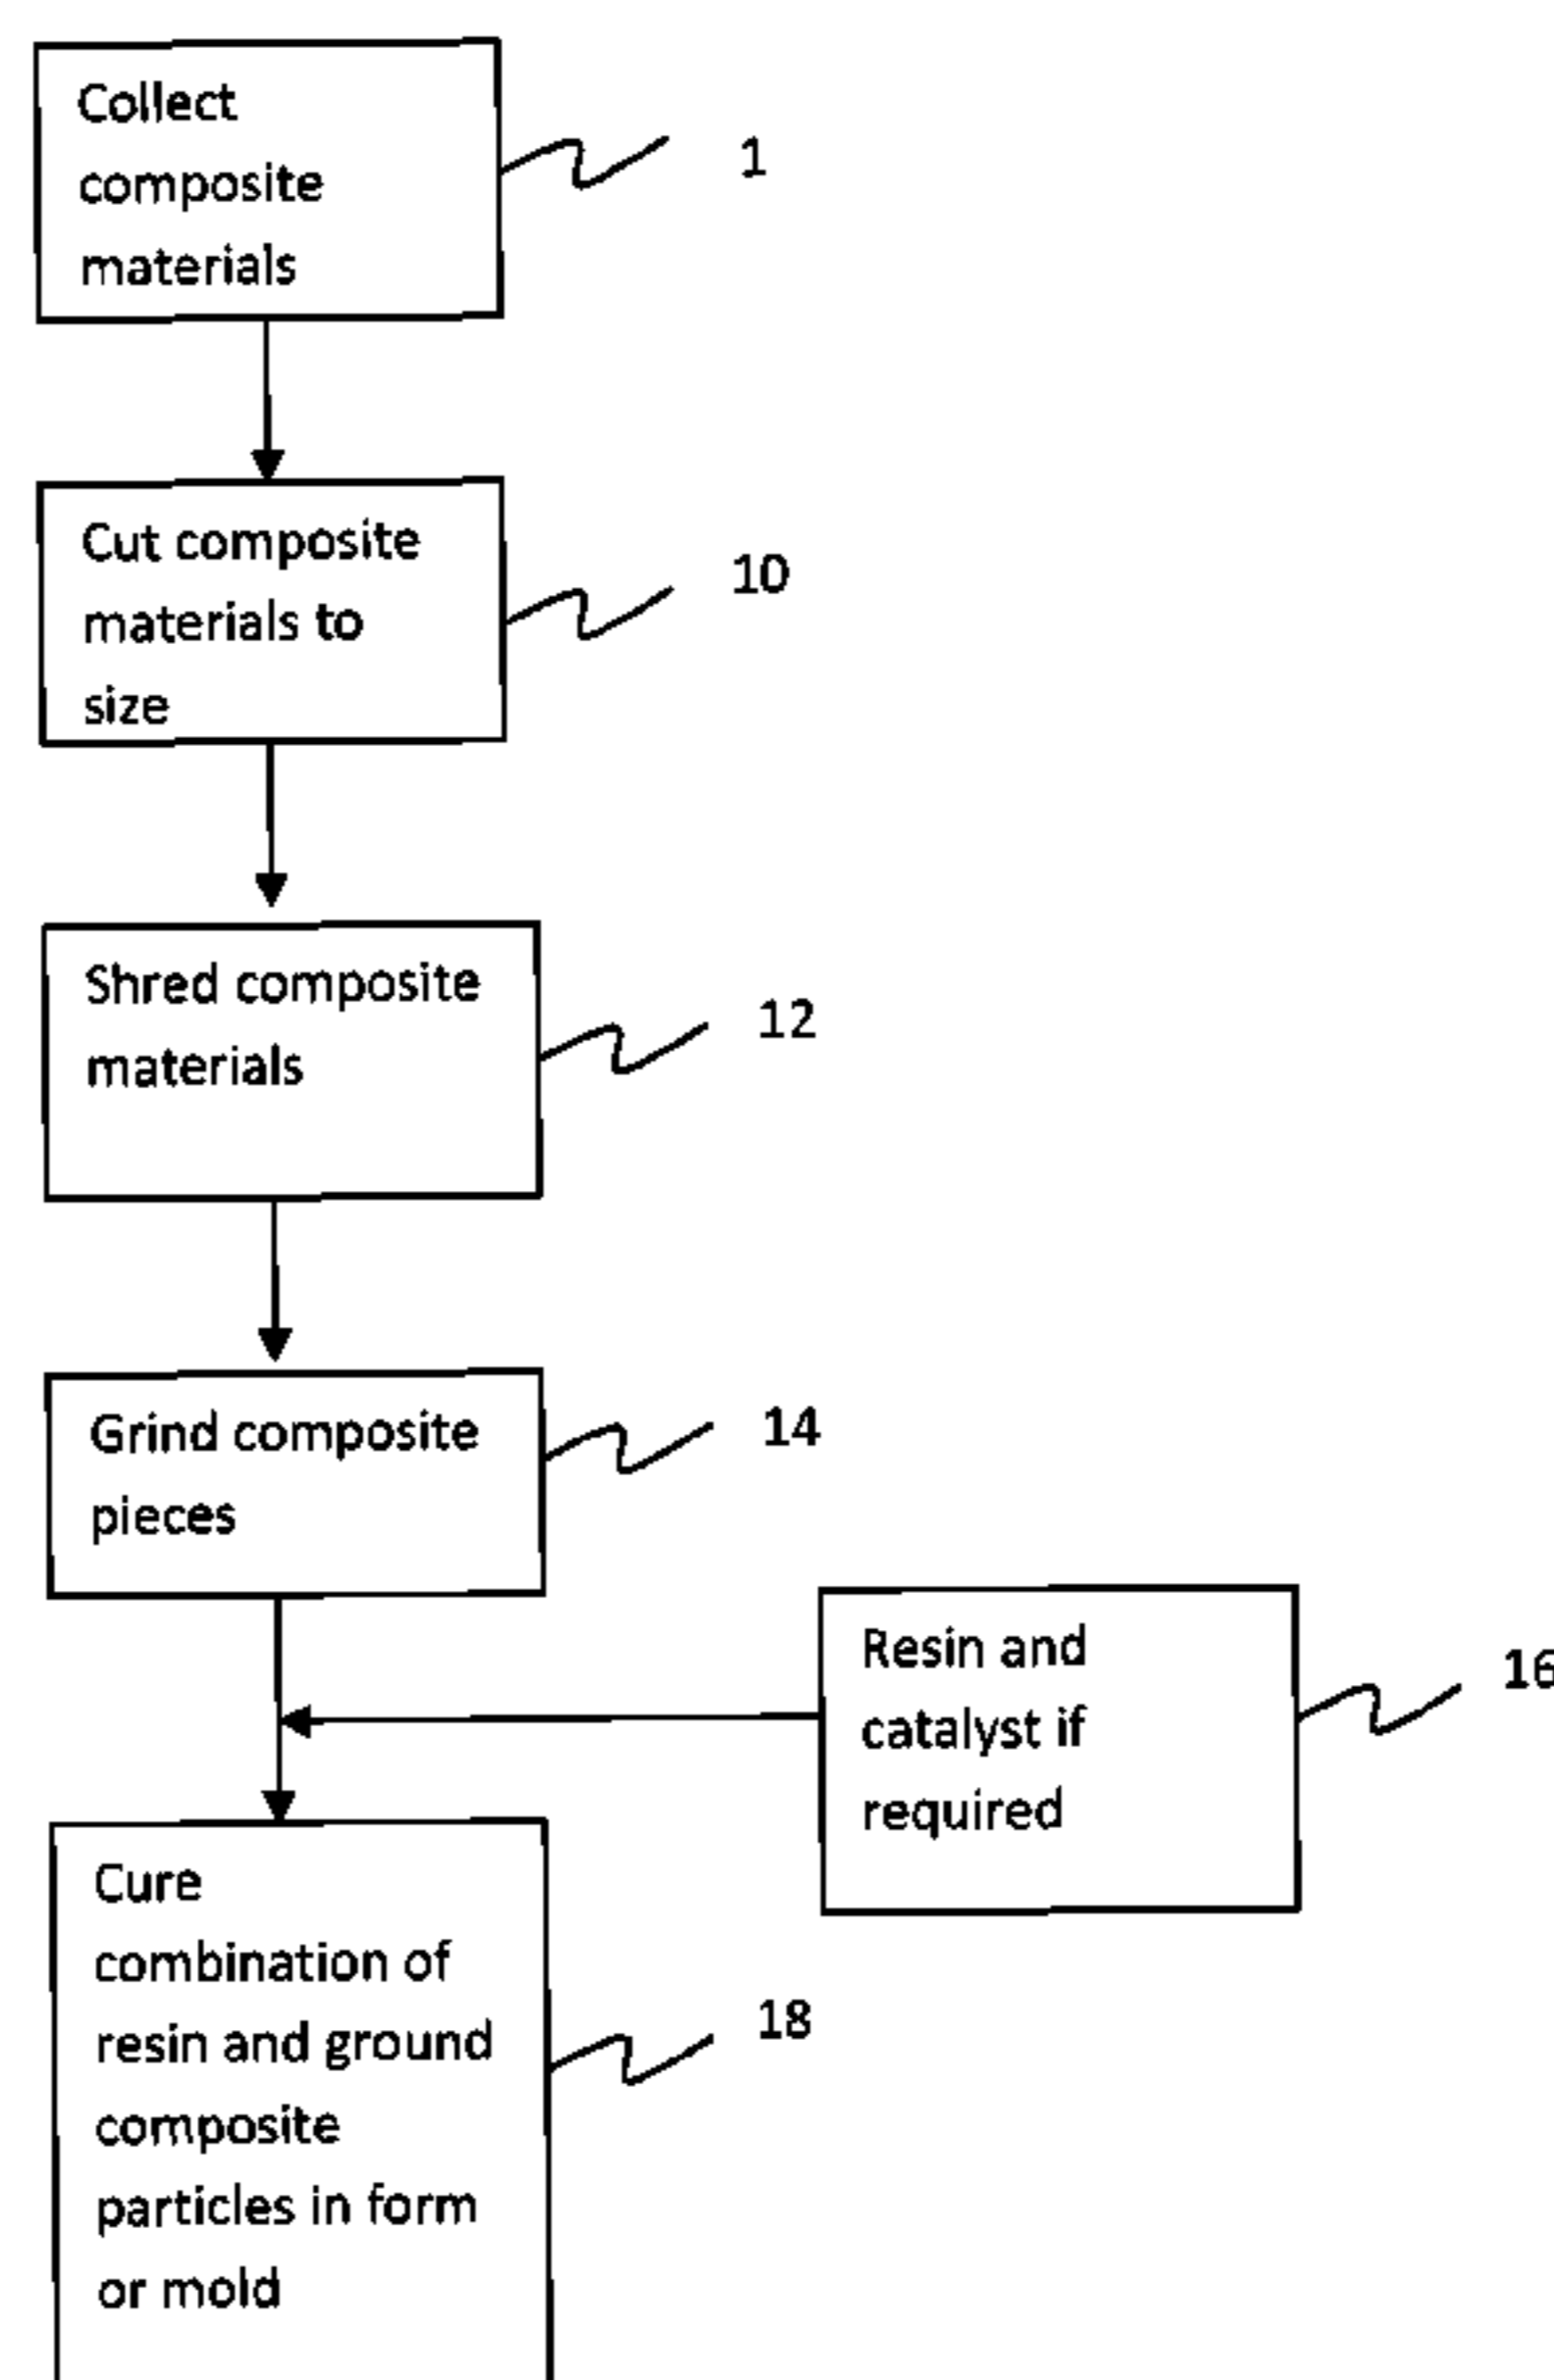 Collect
composite
materials
1
Cut composite
materials to
size
10
Shred composite
materials
12
Grind composite
pieces
14
Resin and
catalyst if
required
16
Cure
combination of
resin and ground
composite
particles in form
or mold
18